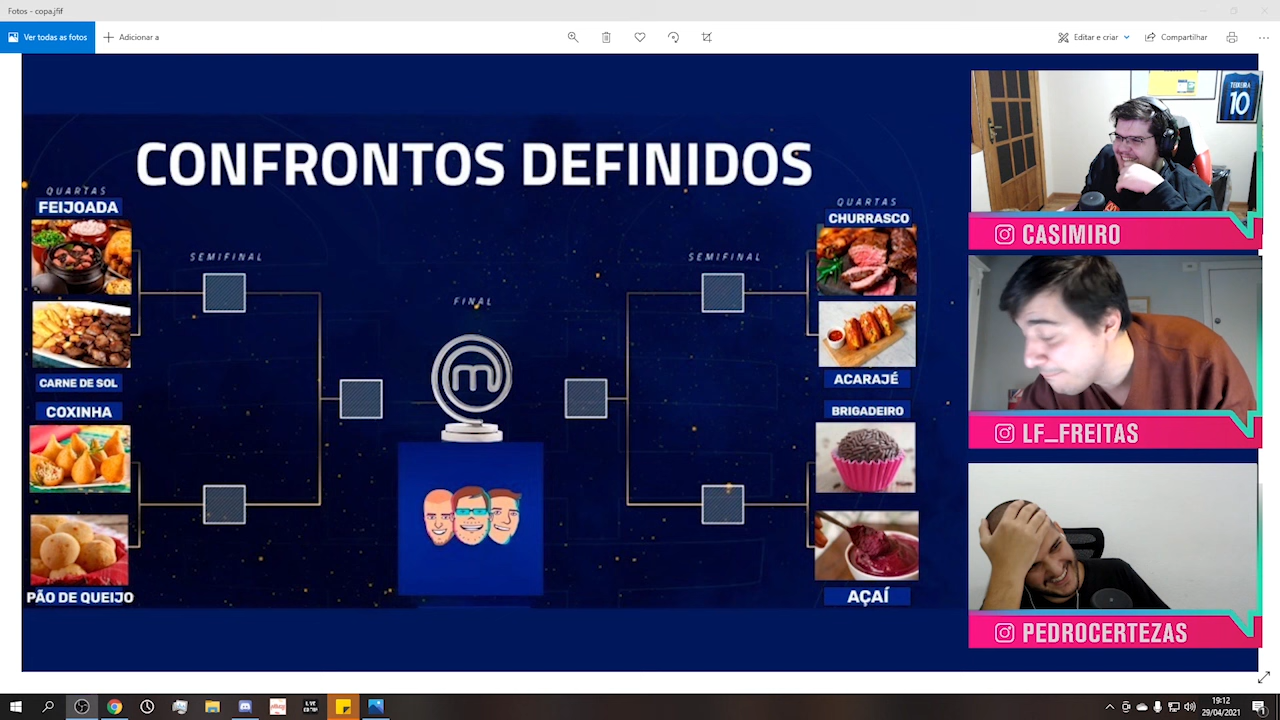 Fotos - copa.jfif
Ver todas as fotos
Adicionar a
Editar e criar
Compartilhar
CONFRONTOS DEFINIDOS
QUARTAS
FEIJOADA
CARNE DE SOL
COXINHA
PÃO DE QUEIJO
SEMIFINAL
FINAL
m
SEMIFINAL
QUARTAS
CHURRASCO
ACARAJÉ
BRIGADEIRO
AÇAÍ
TEIXEIRA
10
CASIMIRO
LF_FREITAS
PEDROCERTEZAS
19:12
29/04/2021